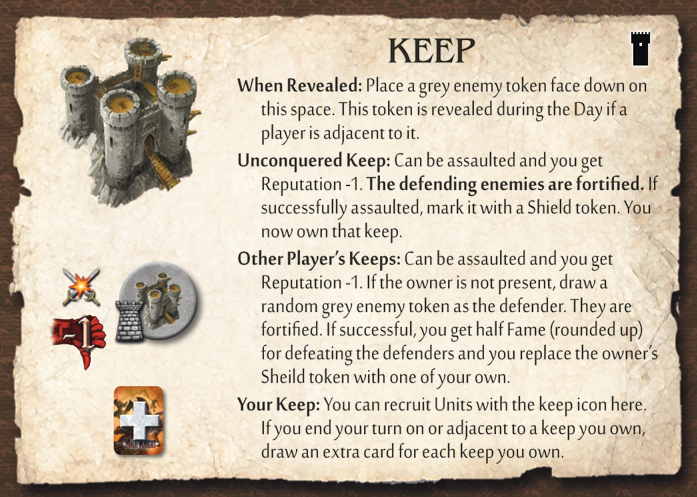 KEEP
When Revealed: Place a grey enemy token face down on
this space. This token is revealed during the Day if a
player is adjacent to it.
Unconquered Keep: Can be assaulted and you get
Reputation -1. The defending enemies are fortified. If
successfully assaulted, mark it with a Shield token. You
now own that keep.
Other Player's Keeps: Can be assaulted and you get
Reputation -1. If the owner is not present, draw a
random grey enemy token as the defender. They are
fortified. If successful, you get half Fame (rounded up)
for defeating the defenders and you replace the owner's
Sheild token with one of your own.
-1
Your Keep: You can recruit Units with the keep icon here.
If you end your turn on or adjacent to a keep you own,
draw an extra card for each keep you own.